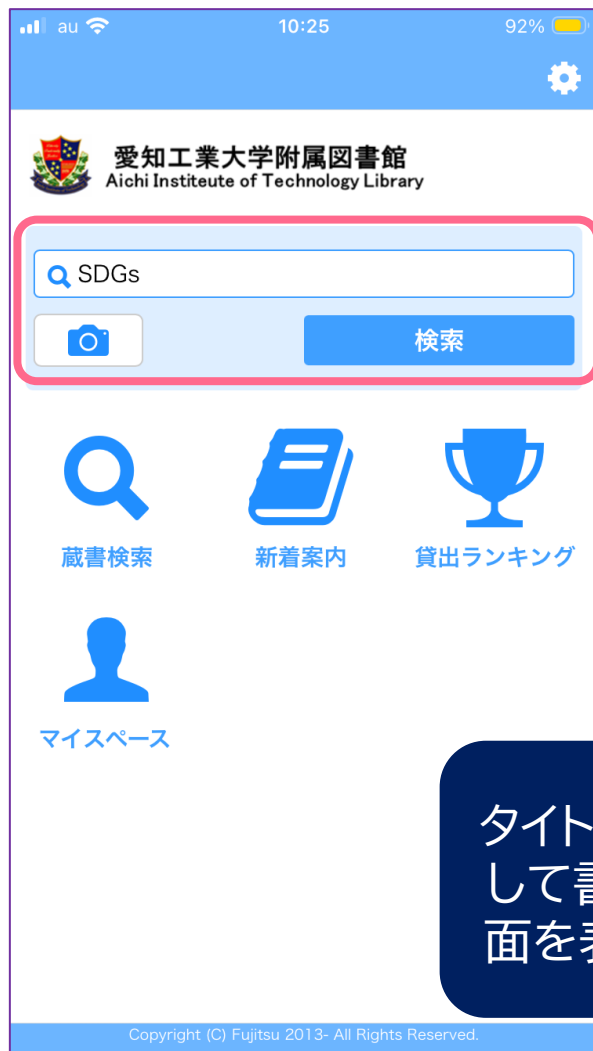 au 10:25 92%
愛知工業大学附属図書館
Aichi Institeute of Technology Library
SDGs
検索
蔵書検索 新着案内 貸出ランキング
マイスペース
タイト
して書
面を表
Copyright (C) Fujitsu 2013- All Rights Reserved.